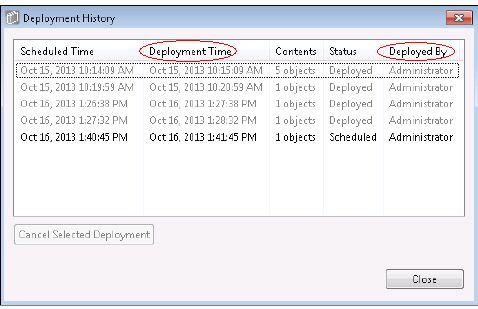 Deployment History
Scheduled Time Deployment Time Contents Status Deployed By
Oct 15, 2013 10:14:09 AM Oct 15, 2013 10:15:09 AM 5 objects Deployed Administrator
Oct 15, 2013 10:19:59 AM Oct 15, 2013 10:20:59 AM 1 objects Deployed Administrator
Oct 16, 2013 1:26:38 PM Oct 16, 2013 1:27:38 PM 1 objects Deployed Administrator
Oct 16, 2013 1:27:32 PM Oct 16, 2013 1:28:32 PM 1 objects Deployed Administrator
Oct 16, 2013 1:40:45 PM Oct 16, 2013 1:41:45 PM 1 objects Scheduled Administrator
Cancel Selected Deployment
Close